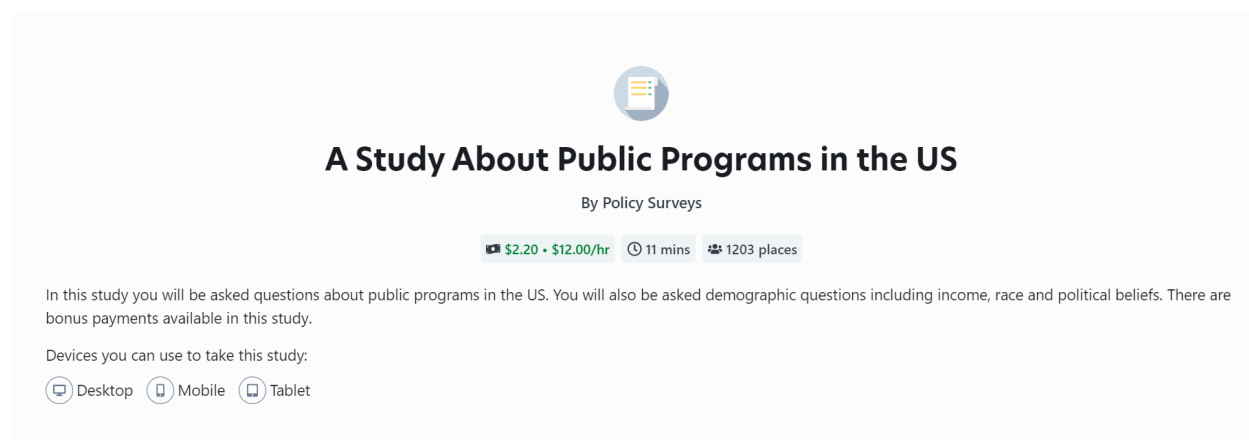 A Study About Public Programs in the US
By Policy Surveys
$2.20 • $12.00/hr 11 mins 1203 places
In this study you will be asked questions about public programs in the US. You will also be asked demographic questions including income, race and political beliefs. There are
bonus payments available in this study.
Devices you can use to take this study:
Desktop Mobile Tablet